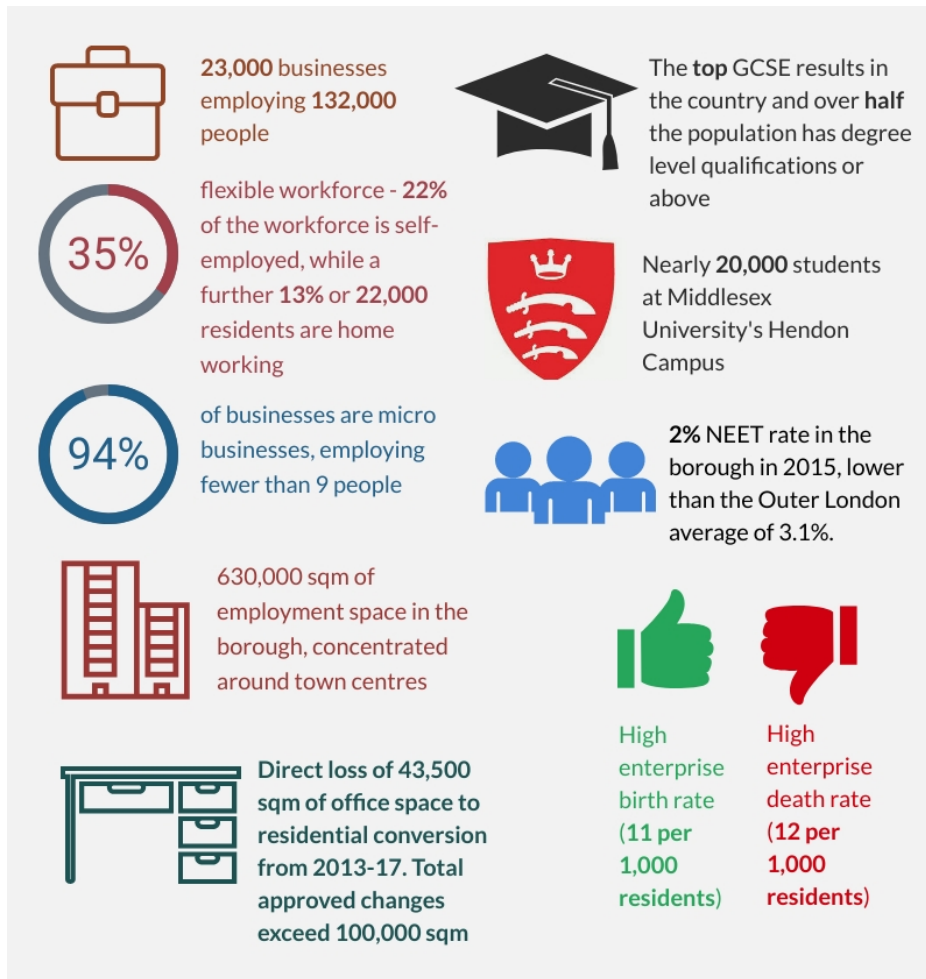 23,000 businesses
employing 132,000
people
35%
flexible workforce - 22%
of the workforce is self-
employed, while a
further 13% or 22,000
residents are home
working
94%
of businesses are micro
businesses, employing
fewer than 9 people
630,000 sqm of
employment space in the
borough, concentrated
around town centres
Direct loss of 43,500
sqm of office space to
residential conversion
from 2013-17. Total
approved changes
exceed 100,000 sqm
The top GCSE results in
the country and over half
the population has degree
level qualifications or
above
Nearly 20,000 students
at Middlesex
University's Hendon
Campus
2% NEET rate in the
borough in 2015, lower
than the Outer London
average of 3.1%.
High
enterprise
birth rate
(11 per
1,000
residents)
High
enterprise
death rate
(12 per
1,000
residents)